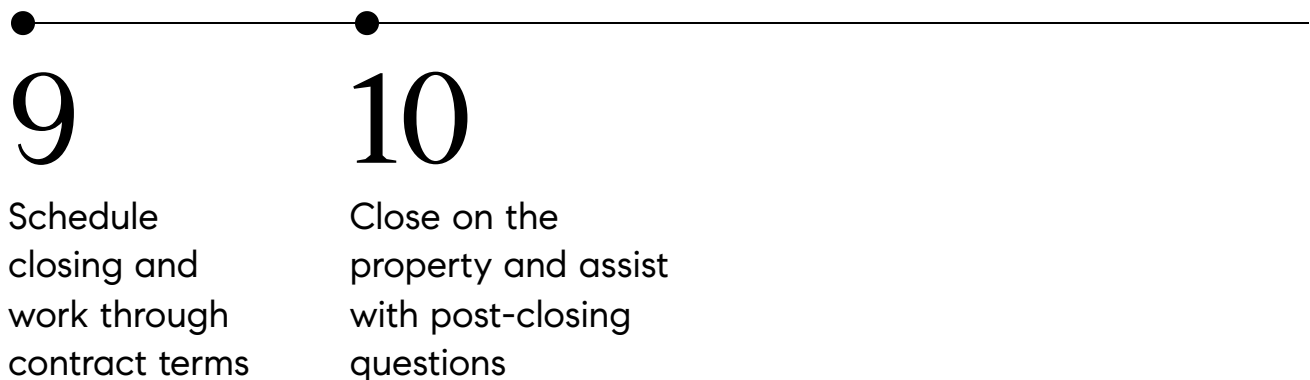 9
Schedule
closing and
work through
contract terms
10
Close on the
property and assist
with post-closing
questions